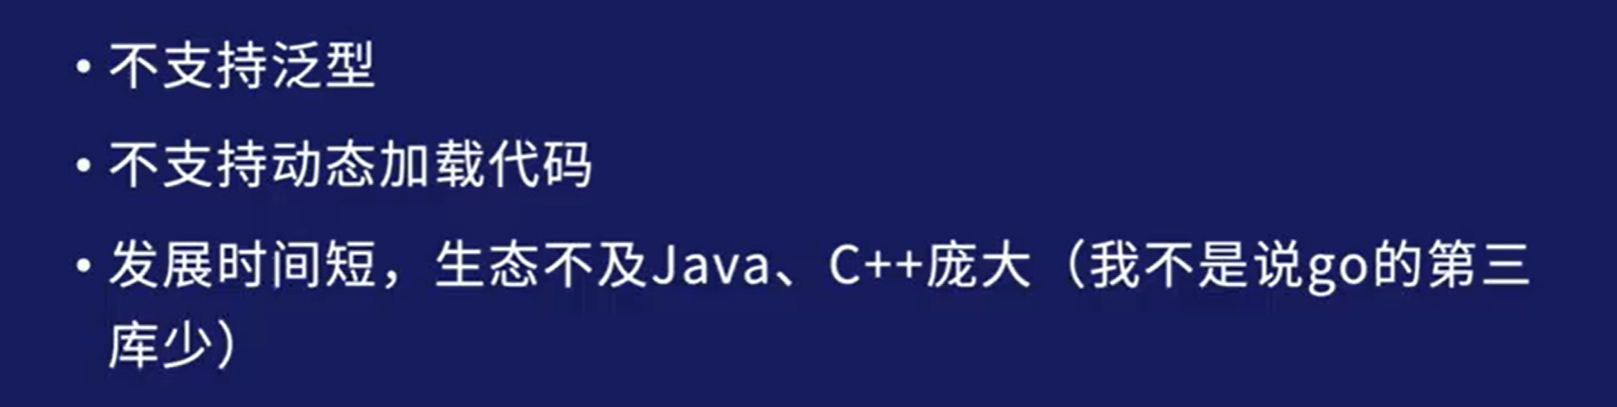 • 不支持泛型
• 不支持动态加载代码
• 发展时间短，生态不及Java、C++庞大（我不是说go的第三
库少）